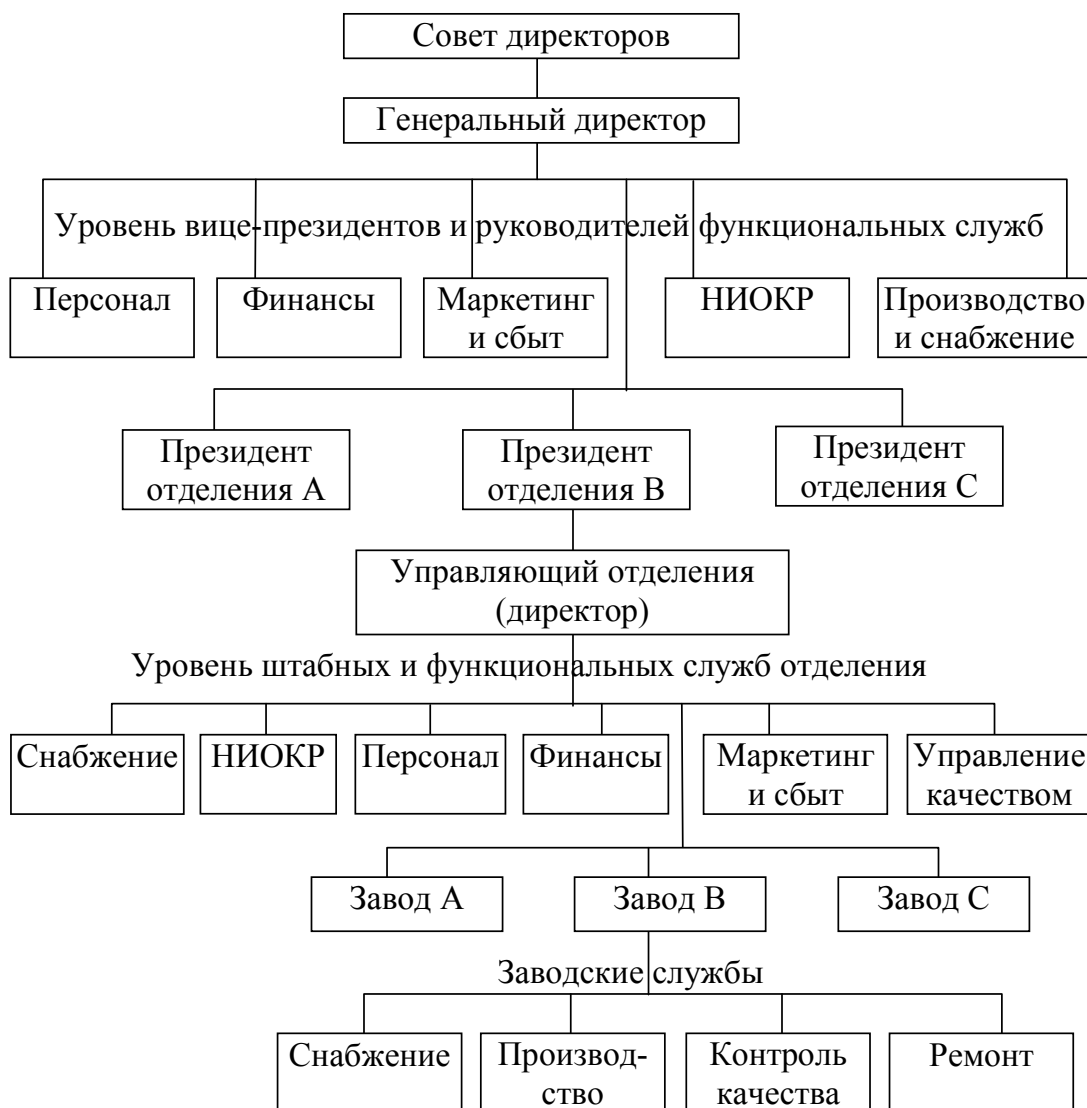 Совет директоров
Генеральный директор
Уровень вице-президентов и руководителей функциональных служб
Персонал
Финансы
Маркетинг
и сбыт
НИОКР
Производство
и снабжение
Президент
отделения А
Президент
отделения В
Президент
отделения С
Управляющий отделения
(директор)
Уровень штабных и функциональных служб отделения
Снабжение
НИОКР
Персонал
Финансы
Маркетинг
и сбыт
Управление
качеством
Завод А
Завод В
Завод С
Заводские службы
Снабжение
Производ-
ство
Контроль
качества
Ремонт